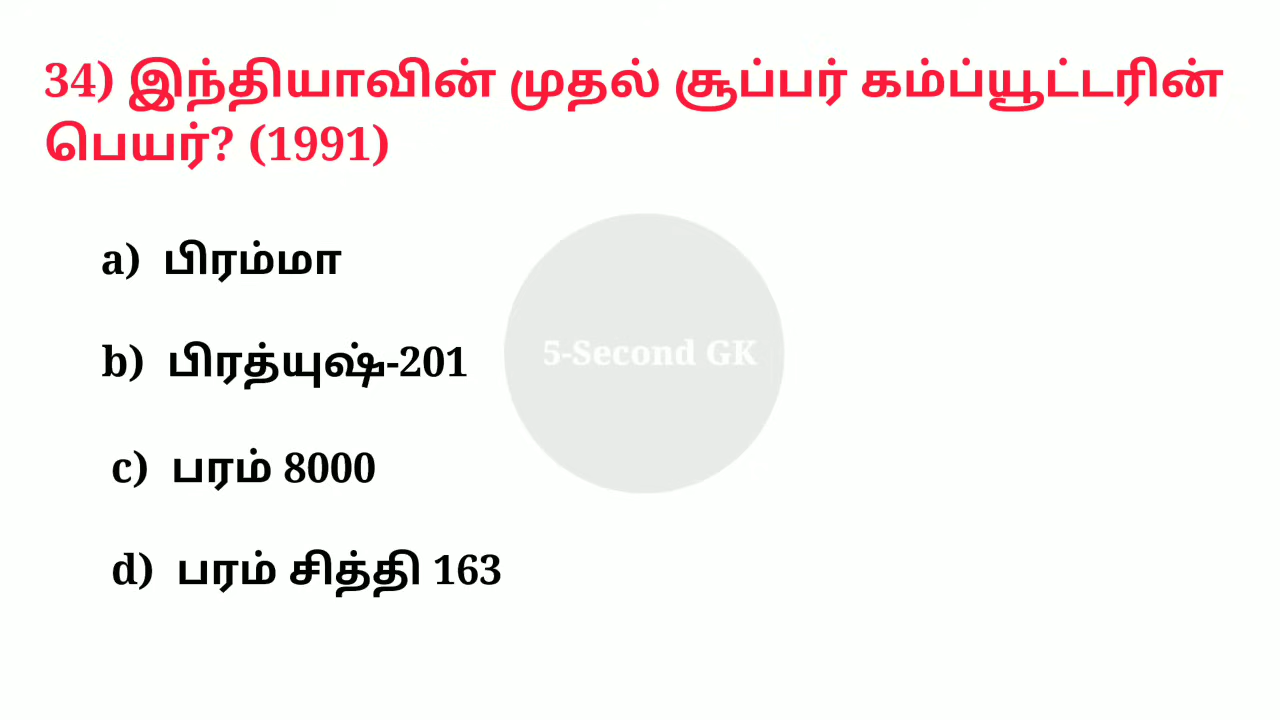 34) இந்தியாவின் முதல் சூப்பர் கம்ப்யூட்டரின்
பெயர்? (1991)
a) பிரம்மா
b) பிரத்யுஷ்-201
5-Second GK
c) பரம் 8000
d) பரம் சித்தி 163